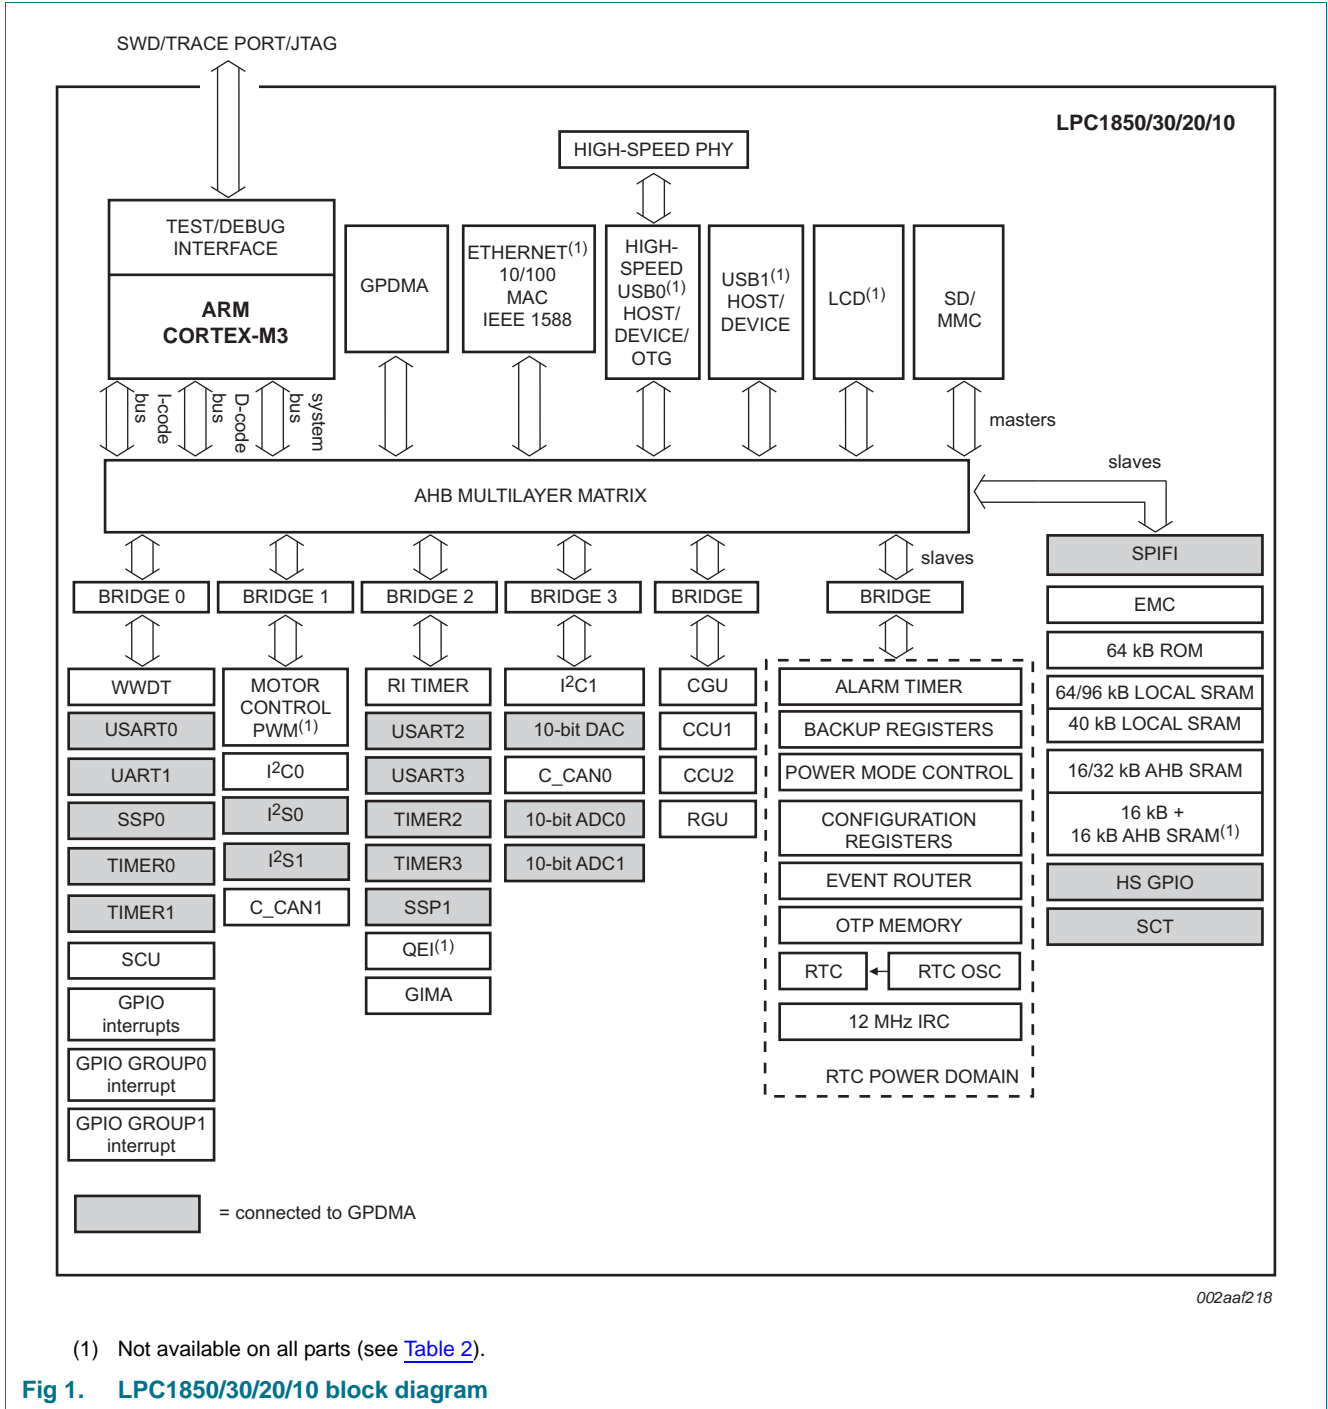 SWD/TRACE PORT/JTAG
LPC1850/30/20/10
HIGH-SPEED PHY
TEST/DEBUG
INTERFACE
ARM
CORTEX-M3
GPDMA
ETHERNET(1)
10/100
MAC
IEEE 1588
HIGH-
SPEED
USB0(1)
HOST/
DEVICE/
OTG
USB1(1)
HOST/
DEVICE
LCD(1)
SD/
MMC
I-code
bus
D-code
bus
system
bus
masters
slaves
AHB MULTILAYER MATRIX
slaves
BRIDGE 0
BRIDGE 1
BRIDGE 2
BRIDGE 3
BRIDGE
BRIDGE
WWDT
USART0
UART1
SSP0
TIMER0
TIMER1
SCU
GPIO
interrupts
GPIO GROUP0
interrupt
GPIO GROUP1
interrupt
MOTOR
CONTROL
PWM(1)
I2C0
I2S0
I2S1
C_CAN1
RI TIMER
USART2
USART3
TIMER2
TIMER3
SSP1
QEI(1)
GIMA
I2C1
10-bit DAC
C_CAN0
10-bit ADC0
10-bit ADC1
CGU
CCU1
CCU2
RGU
ALARM TIMER
BACKUP REGISTERS
POWER MODE CONTROL
CONFIGURATION
REGISTERS
EVENT ROUTER
OTP MEMORY
RTC
RTC OSC
12 MHz IRC
RTC POWER DOMAIN
SPIFI
EMC
64 kB ROM
64/96 kB LOCAL SRAM
40 kB LOCAL SRAM
16/32 kB AHB SRAM
16 kB +
16 kB AHB SRAM(1)
HS GPIO
SCT
= connected to GPDMA
002aaf218
(1) Not available on all parts (see Table 2).
Fig 1. LPC1850/30/20/10 block diagram